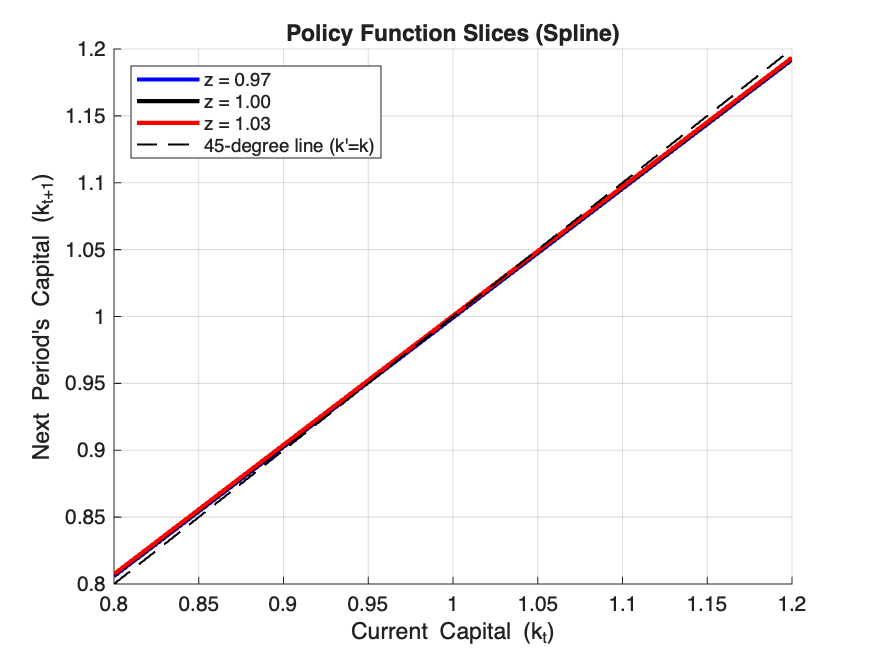 Policy Function Slices (Spline)
1.2
1.15
1.1
1.05
1
0.95
0.9
0.85
0.8
Next Period's Capital (kt+1)
z = 0.97
z = 1.00
z = 1.03
45-degree line (k'=k)
0.8 0.85 0.9 0.95 1 1.05 1.1 1.15 1.2
Current Capital (kt)